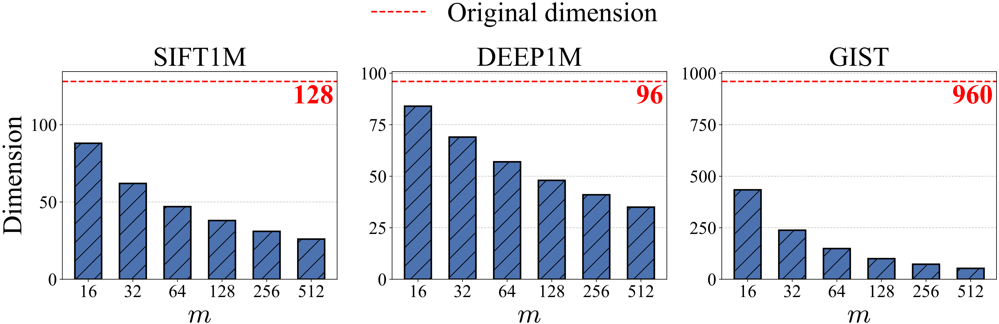 Original dimension
SIFT1M
128
100
50
0
16 32 64 128 256 512
m
Dimension
DEEP1M
96
100
75
50
25
0
16 32 64 128 256 512
m
GIST
960
1000
750
500
250
0
16 32 64 128 256 512
m